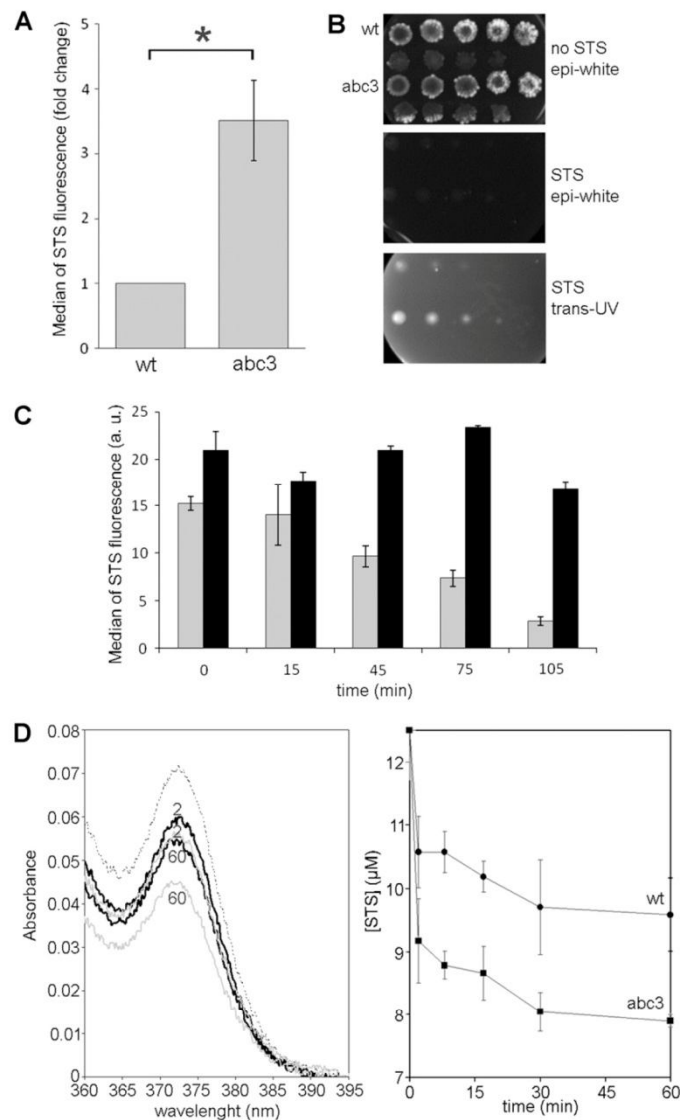 A
Median of STS fluorescence (fold change)
5
4
3
2
1
0
*
wt
abc3
B
wt
abc3
no STS
epi-white
STS
epi-white
STS
trans-UV
C
Median of STS fluorescence (a. u.)
25
20
15
10
5
0
0 15 45 75 105
time (min)
D
Absorbance
0.08
0.07
0.06
0.05
0.04
0.03
0.02
0.01
0
2
2
60
60
360 365 370 375 380 385 390 395
wavelenght (nm)
[STS] (µM)
12
11
10
9
8
7
wt
abc3
0 15 30 45 60
time (min)